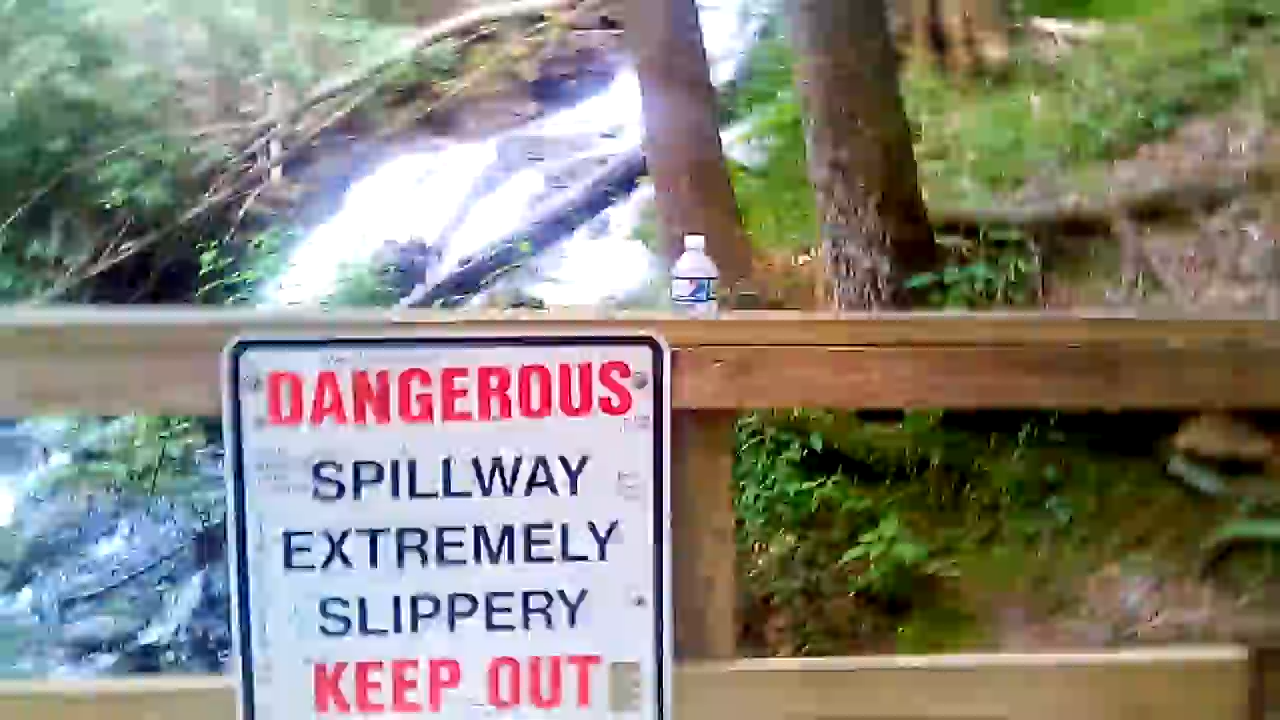 DANGEROUS
SPILLWAY
EXTREMELY
SLIPPERY
KEEP OUT